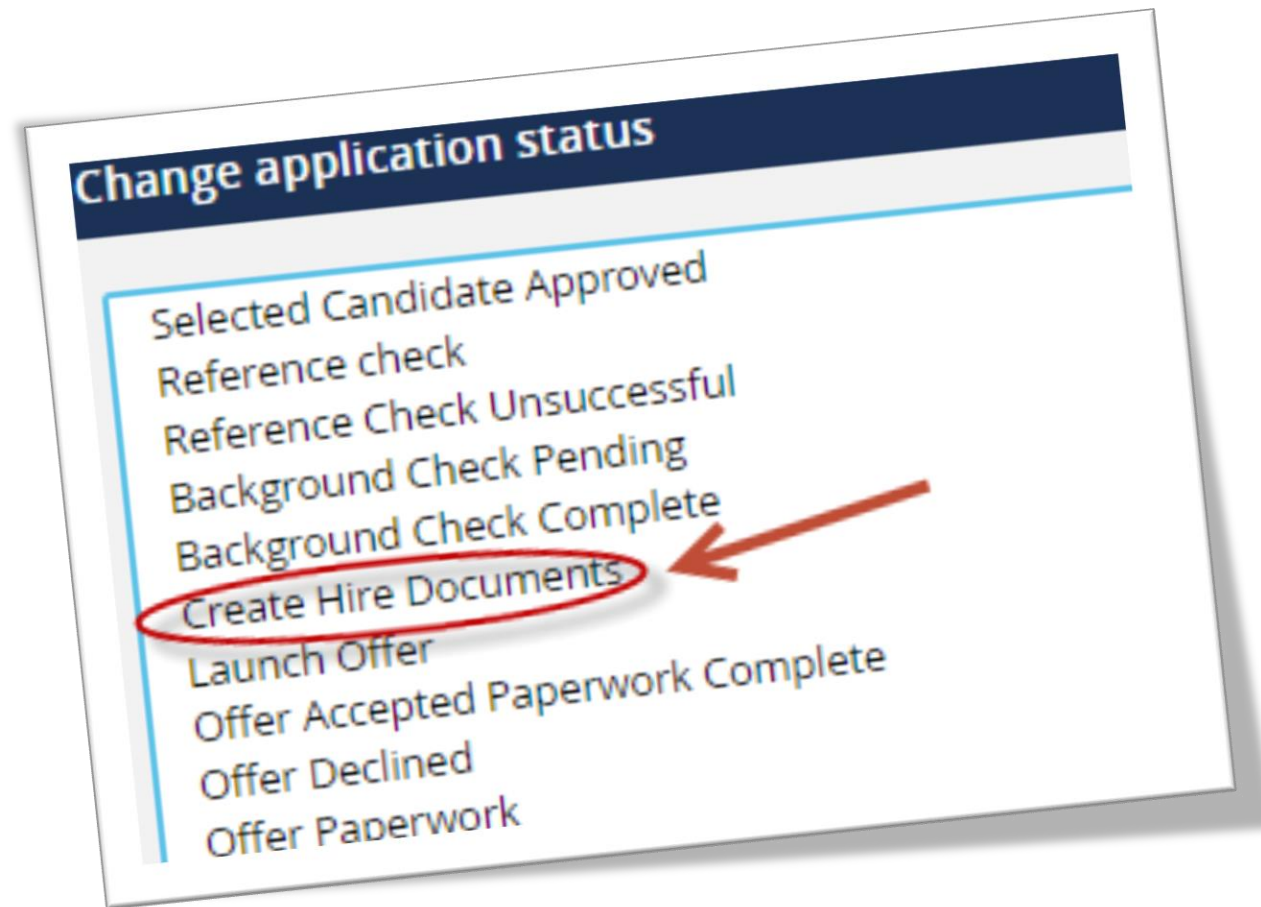 Change application status
Selected Candidate Approved
Reference check
Reference Check Unsuccessful
Background Check Pending
Background Check Complete
Create Hire Documents
Launch Offer
Offer Accepted Paperwork Complete
Offer Declined
Offer Paperwork